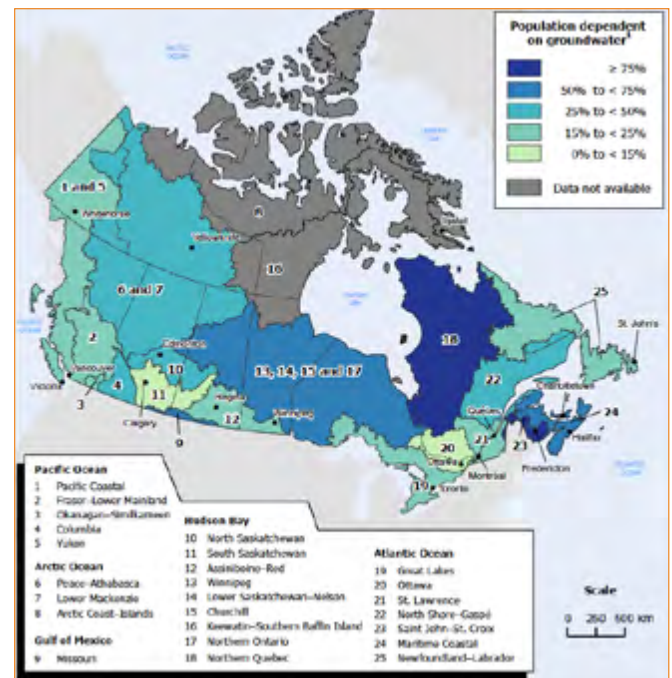 Population dependent
on groundwater¹
≥ 75%
50% to < 75%
25% to < 50%
15% to < 25%
0% to < 15%
Data not available
1 and 5
Whitehorse
Yellowknife
8
16
6 and 7
2
Edmonton
Vancouver
Victoria
3
4
10
11
Calgary
9
Regina
12
Winnipeg
13, 14, 15 and 17
18
25
St. John's
22
Charlottetown
24
Québec
21
20
Ottawa
Montréal
23
Halifax
Fredericton
19
Toronto
Pacific Ocean
1 Pacific Coastal
2 Fraser–Lower Mainland
3 Okanagan–Similkameen
4 Columbia
5 Yukon
Arctic Ocean
6 Peace–Athabasca
7 Lower Mackenzie
8 Arctic Coast–Islands
Gulf of Mexico
9 Missouri
Hudson Bay
10 North Saskatchewan
11 South Saskatchewan
12 Assiniboine–Red
13 Winnipeg
14 Lower Saskatchewan–Nelson
15 Churchill
16 Keewatin–Southern Baffin Island
17 Northern Ontario
18 Northern Quebec
Atlantic Ocean
19 Great Lakes
20 Ottawa
21 St. Lawrence
22 North Shore–Gaspé
23 Saint John–St. Croix
24 Maritime Coastal
25 Newfoundland–Labrador
Scale
0 250 500 km